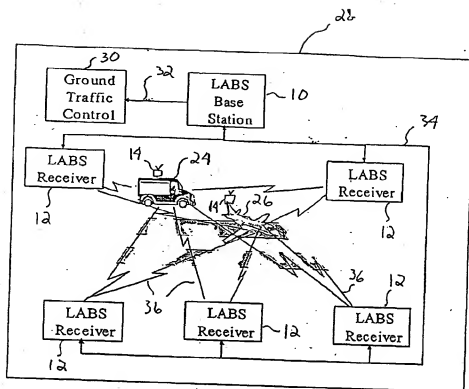 28
30
Ground
Traffic
Control
32
LABS
Base
Station
10
34
LABS
Receiver
12
14
24
14
26
LABS
Receiver
12
36
36
LABS
Receiver
12
LABS
Receiver
12
LABS
Receiver
12